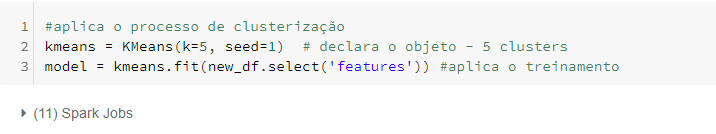 1 #aplica o processo de clusterização
2 kmeans = KMeans(k=5, seed=1)  # declara o objeto - 5 clusters
3 model = kmeans.fit(new_df.select('features')) #aplica o treinamento
(11) Spark Jobs